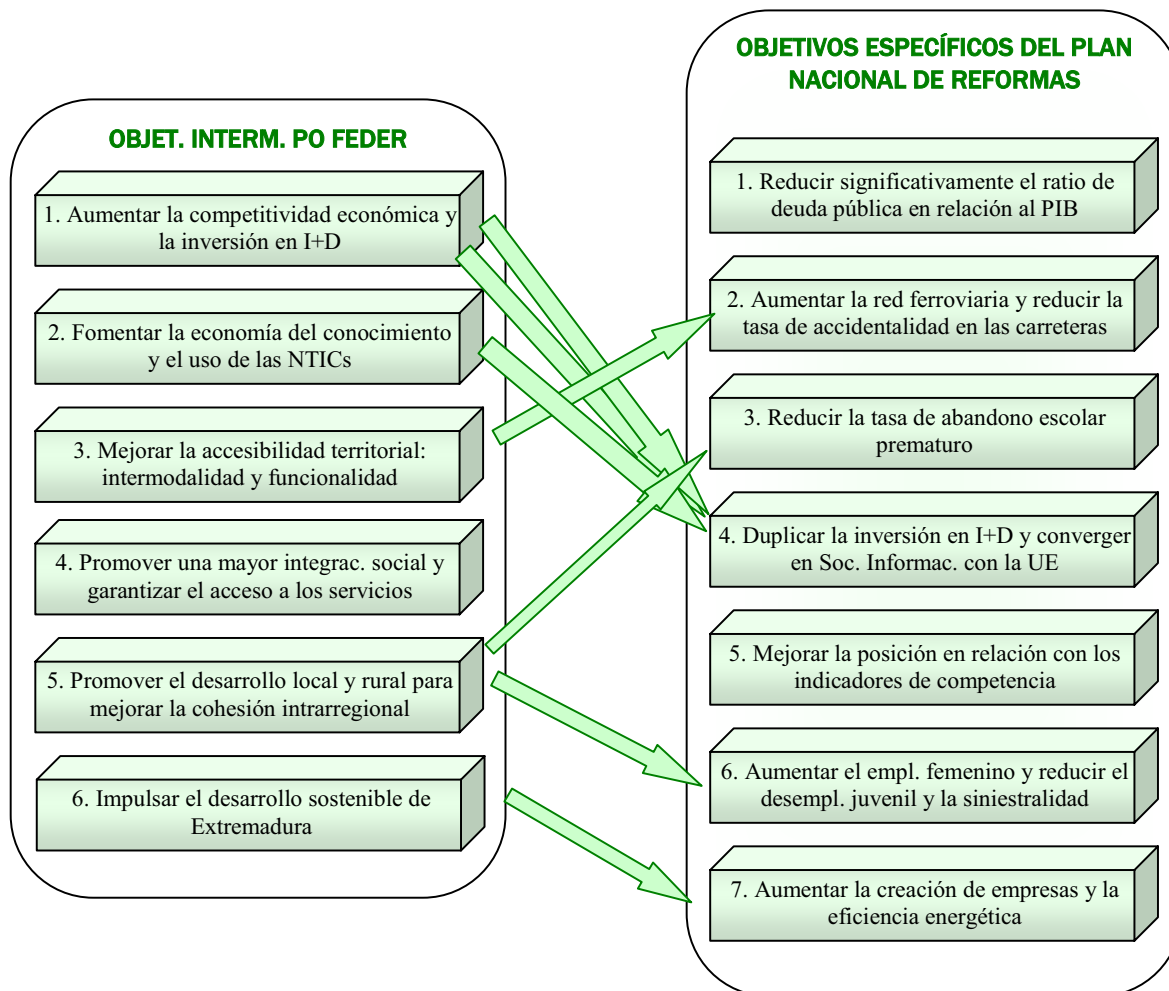 OBJET. INTERM. PO FEDER
1. Aumentar la competitividad económica y
la inversión en I+D
2. Fomentar la economía del conocimiento
y el uso de las NTICs
3. Mejorar la accesibilidad territorial:
intermodalidad y funcionalidad
4. Promover una mayor integrac. social y
garantizar el acceso a los servicios
5. Promover el desarrollo local y rural para
mejorar la cohesión intrarregional
6. Impulsar el desarrollo sostenible de
Extremadura
OBJETIVOS ESPECÍFICOS DEL PLAN
NACIONAL DE REFORMAS
1. Reducir significativamente el ratio de
deuda pública en relación al PIB
2. Aumentar la red ferroviaria y reducir la
tasa de accidentalidad en las carreteras
3. Reducir la tasa de abandono escolar
prematuro
4. Duplicar la inversión en I+D y converger
en Soc. Informac. con la UE
5. Mejorar la posición en relación con los
indicadores de competencia
6. Aumentar el empl. femenino y reducir el
desempl. juvenil y la siniestralidad
7. Aumentar la creación de empresas y la
eficiencia energética